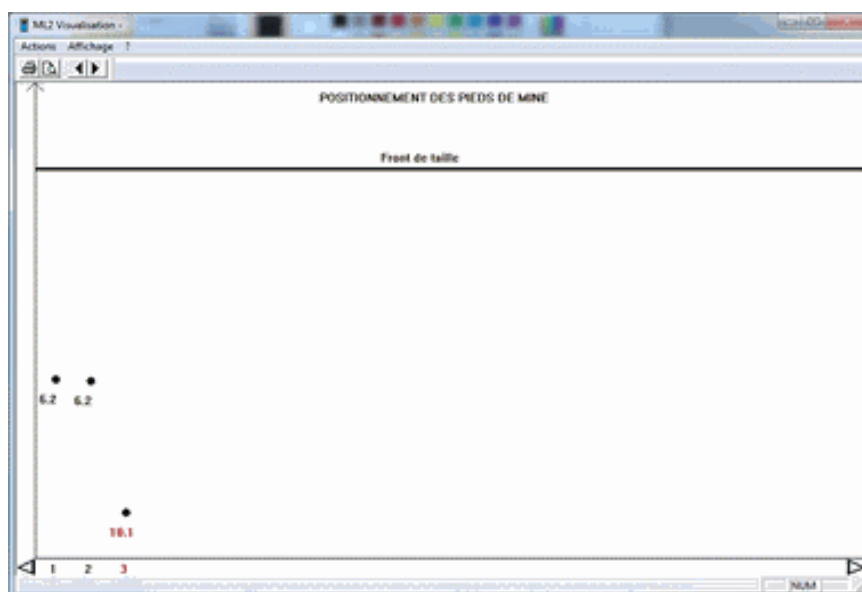 ML2 Visualisation -
Actions Affichage ?
POSITIONNEMENT DES PIEDS DE MINE
Front de taille
6.2 6.2
10.1
1 2 3
NUM